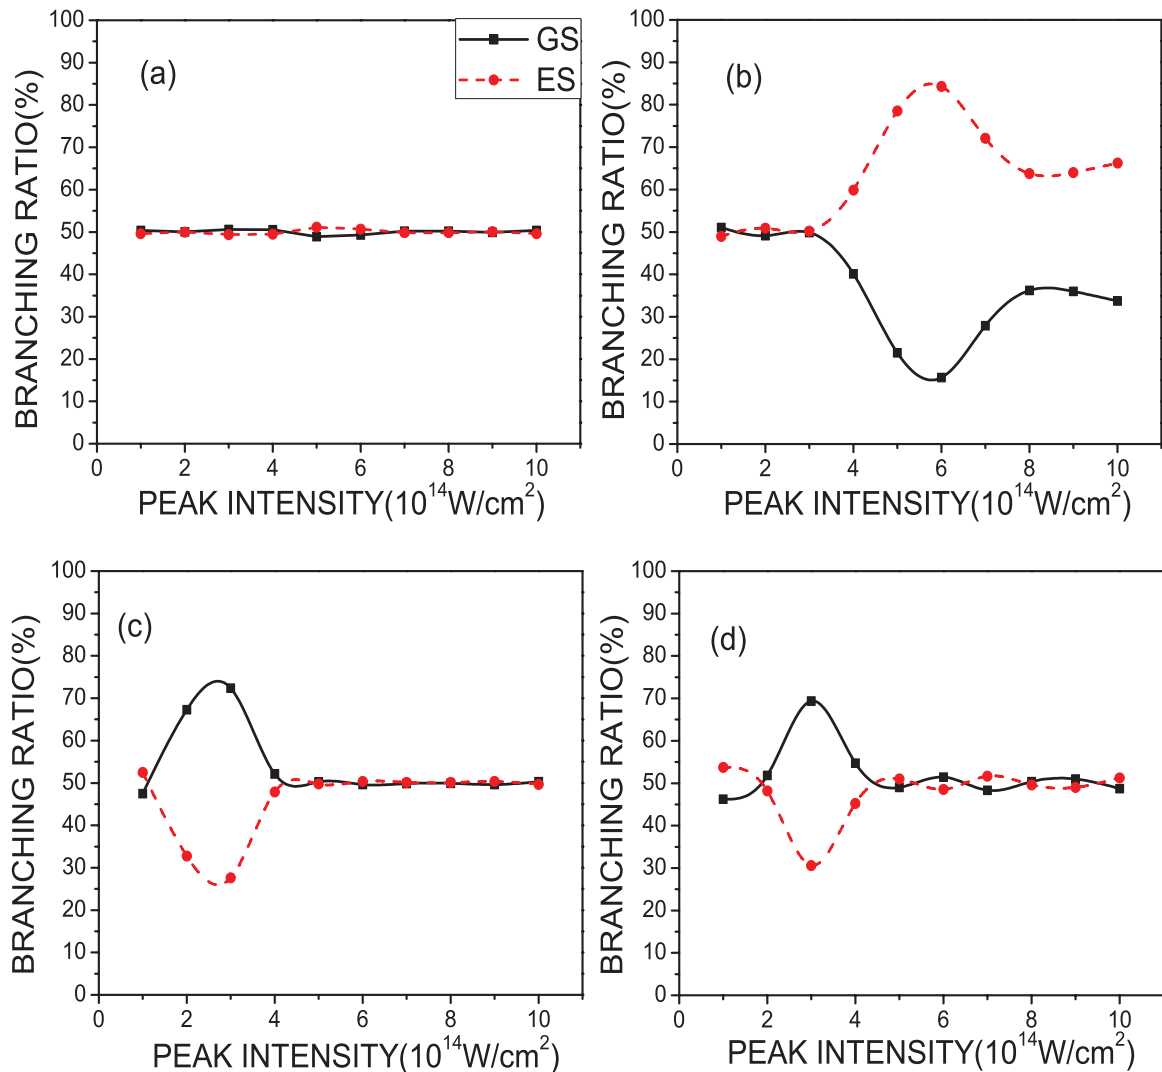 GS
ES
(a)
100
90
80
70
60
50
40
30
20
10
0
BRANCHING RATIO(%)
0 2 4 6 8 10
PEAK INTENSITY(10^14W/cm^2)
(b)
100
90
80
70
60
50
40
30
20
10
0
BRANCHING RATIO(%)
0 2 4 6 8 10
PEAK INTENSITY(10^14W/cm^2)
(c)
100
90
80
70
60
50
40
30
20
10
0
BRANCHING RATIO(%)
0 2 4 6 8 10
PEAK INTENSITY(10^14W/cm^2)
(d)
100
90
80
70
60
50
40
30
20
10
0
BRANCHING RATIO(%)
0 2 4 6 8 10
PEAK INTENSITY(10^14W/cm^2)